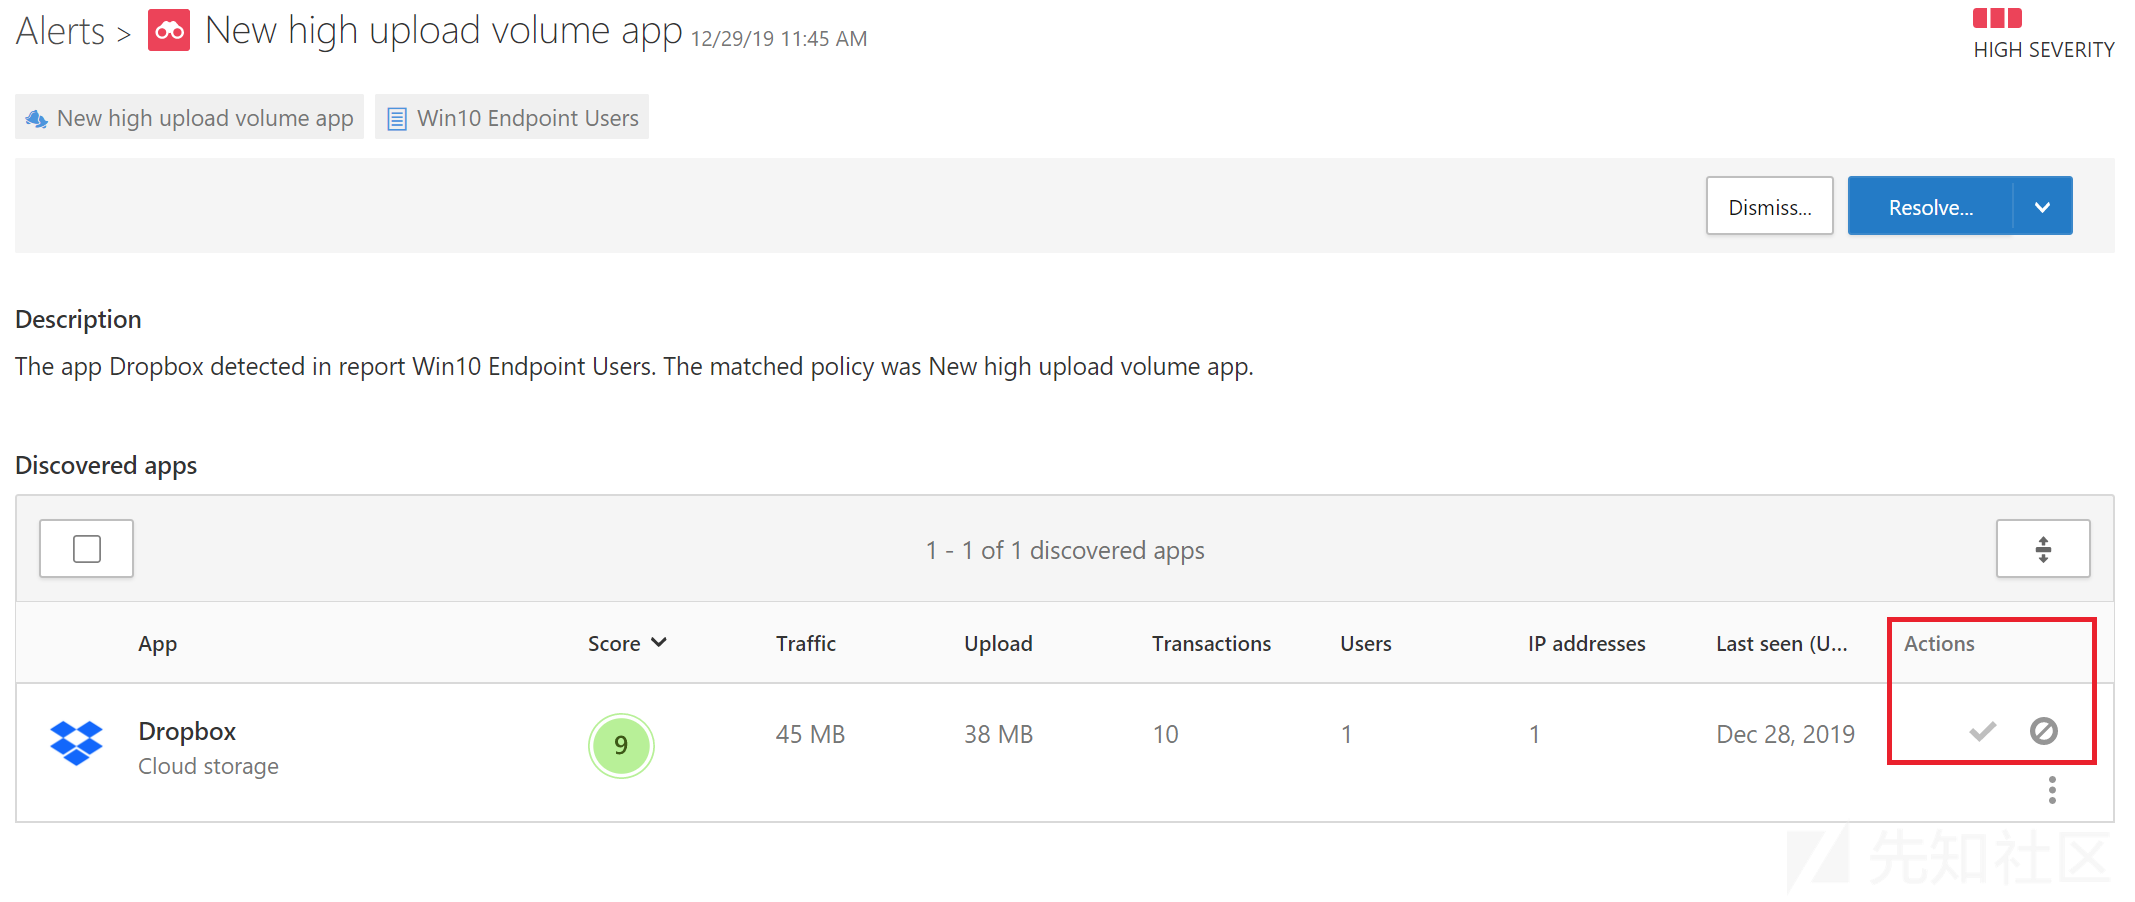 Alerts > New high upload volume app 12/29/19 11:45 AM
HIGH SEVERITY
New high upload volume app Win10 Endpoint Users
Dismiss... Resolve...
Description
The app Dropbox detected in report Win10 Endpoint Users. The matched policy was New high upload volume app.
Discovered apps
1 - 1 of 1 discovered apps
App Score Traffic Upload Transactions Users IP addresses Last seen (U... Actions
Dropbox 9 45 MB 38 MB 10 1 1 Dec 28, 2019
Cloud storage
先知社区